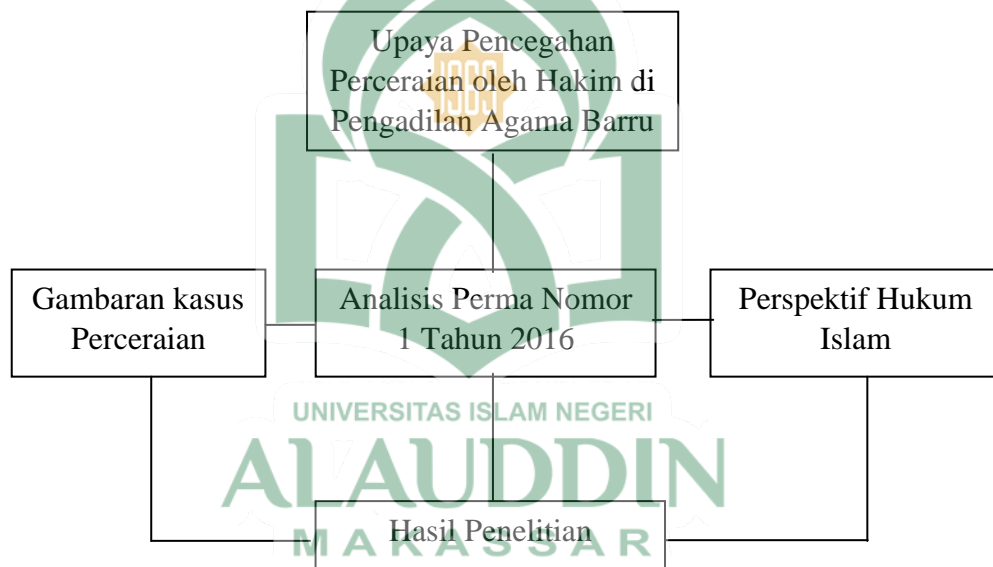 Upaya Pencegahan
Perceraian oleh Hakim di
Pengadilan Agama Barru
1965
Gambaran kasus
Perceraian
Analisis Perma Nomor
1 Tahun 2016
Perspektif Hukum
Islam
UNIVERSITAS ISLAM NEGERI
ALAUDDIN
Hasil Penelitian
MAKASSAR